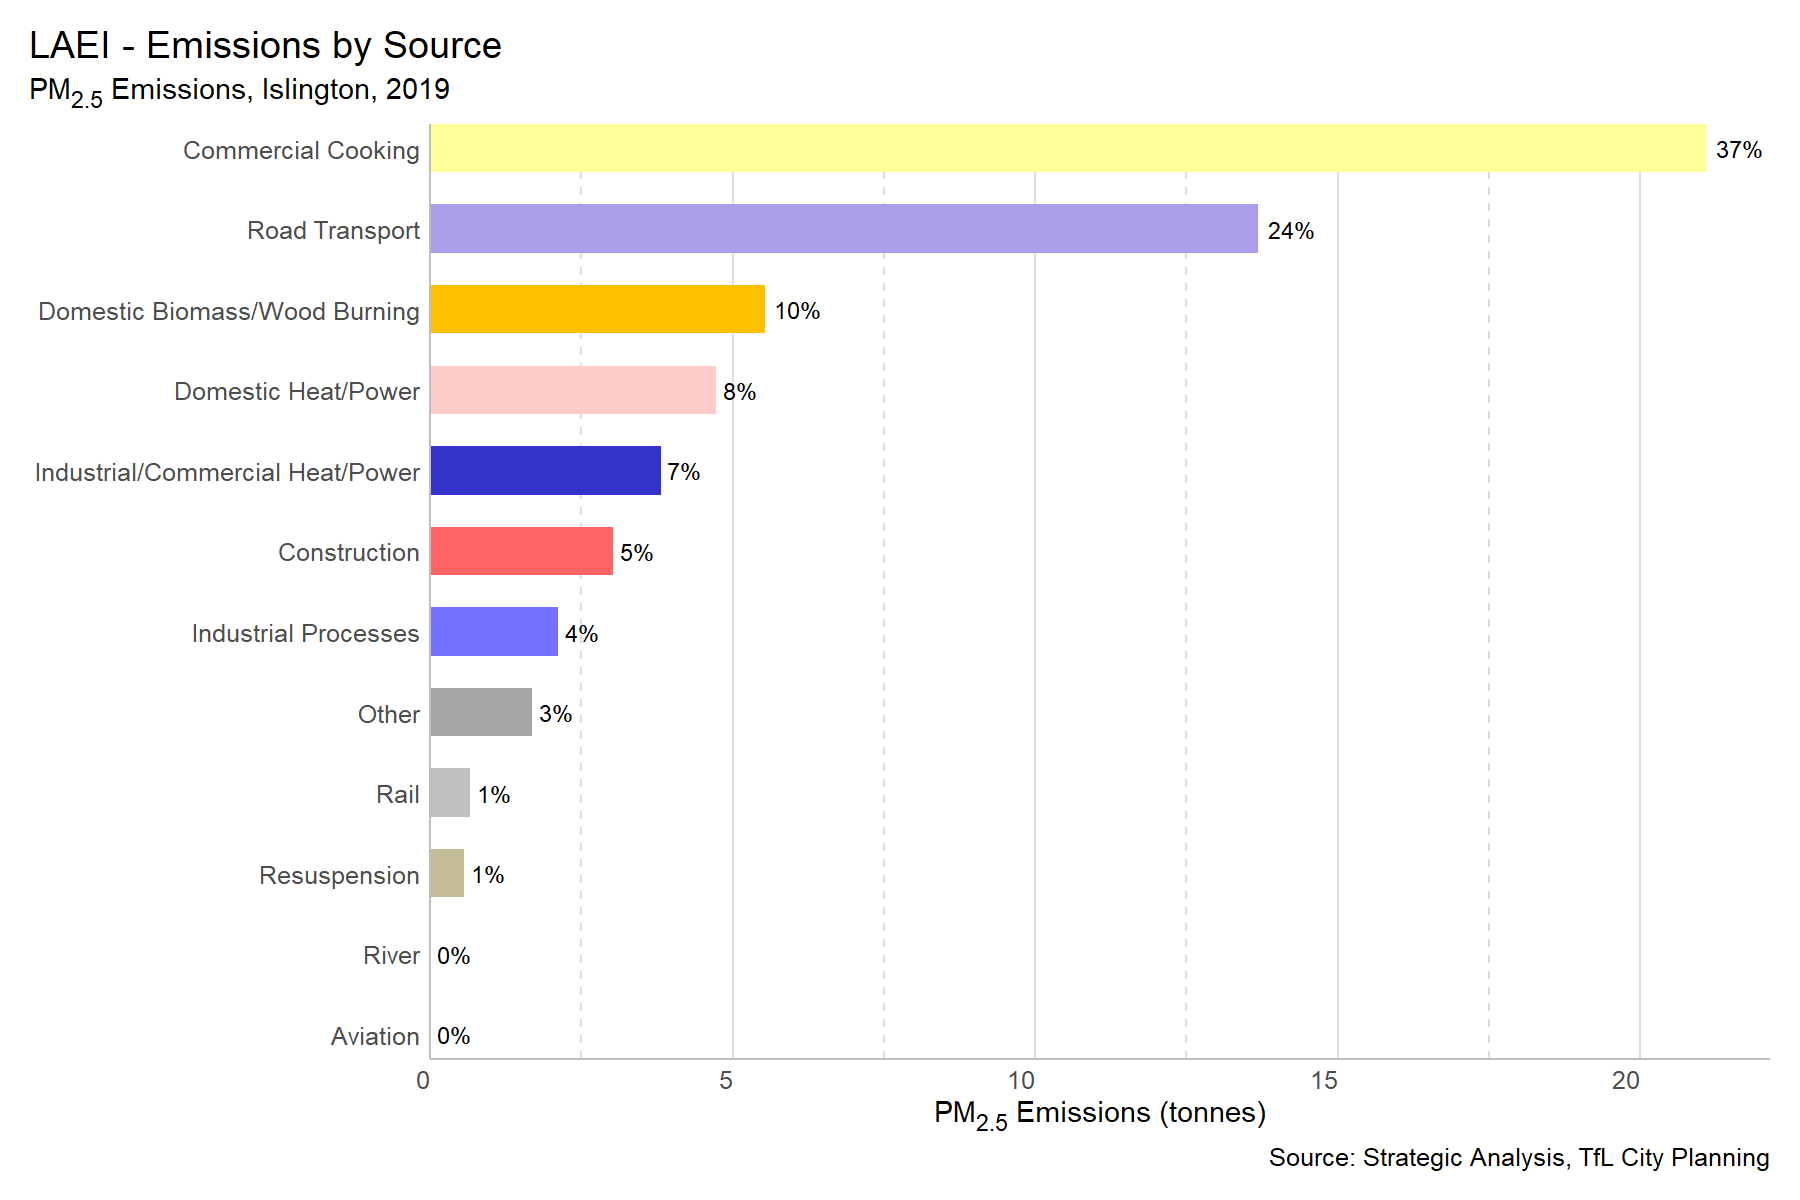 LAEI - Emissions by Source
PM2.5 Emissions, Islington, 2019
Commercial Cooking 37%
Road Transport 24%
Domestic Biomass/Wood Burning 10%
Domestic Heat/Power 8%
Industrial/Commercial Heat/Power 7%
Construction 5%
Industrial Processes 4%
Other 3%
Rail 1%
Resuspension 1%
River 0%
Aviation 0%
0 5 10 15 20
PM2.5 Emissions (tonnes)
Source: Strategic Analysis, TfL City Planning